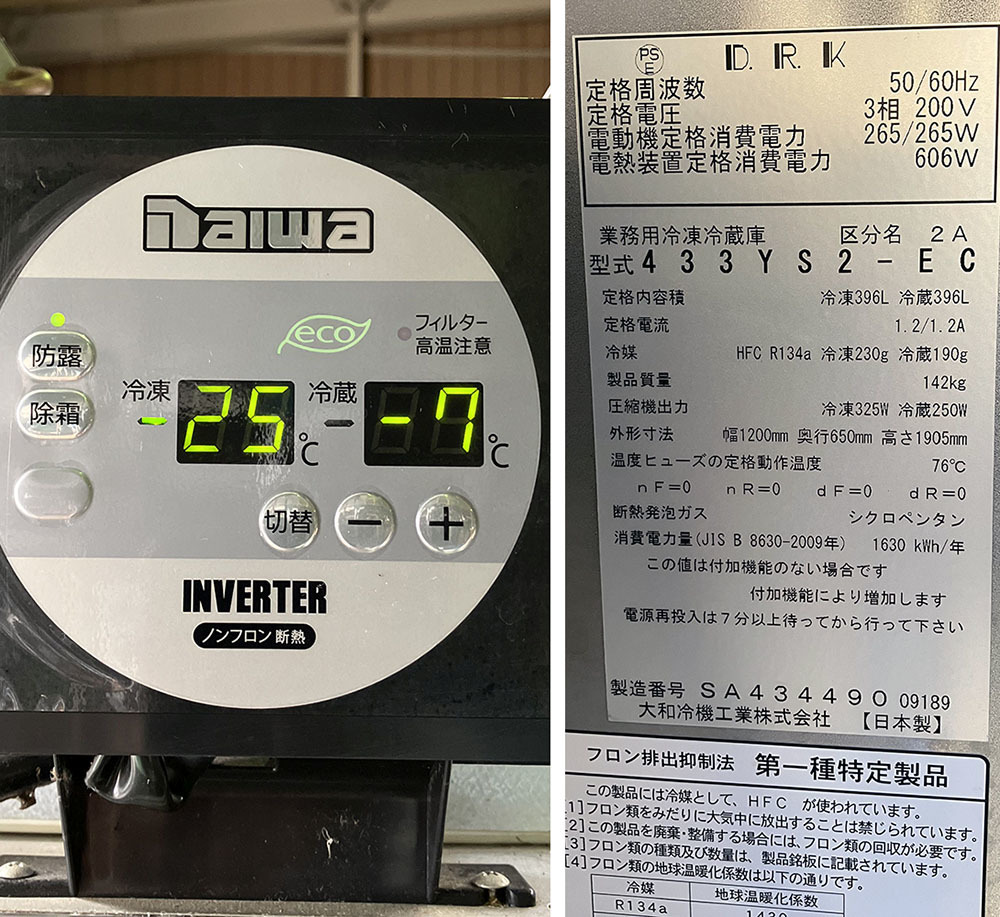 Daiwa
eco
フィルター
高温注意
防露
冷凍
-25
℃
冷蔵
-7
℃
除霜
切替
−
+
INVERTER
ノンフロン断熱
PS
E
D. R. K
定格周波数 50/60Hz
定格電圧 3相 200V
電動機定格消費電力 265/265W
電熱装置定格消費電力 606W
業務用冷凍冷蔵庫 区分名 2A
型式 433YS2-EC
定格内容積 冷凍396L 冷蔵396L
定格電流 1.2/1.2A
冷媒 HFC R134a 冷凍230g 冷蔵190g
製品質量 142kg
圧縮機出力 冷凍325W 冷蔵250W
外形寸法 幅1200mm 奥行650mm 高さ1905mm
温度ヒューズの定格動作温度 76℃
nF=0 nR=0 dF=0 dR=0
断熱発泡ガス シクロペンタン
消費電力量(JIS B 8630-2009年) 1630 kWh/年
この値は付加機能のない場合です
付加機能により増加します
電源再投入は7分以上待ってから行って下さい
製造番号 SA434490 09189
大和冷機工業株式会社 【日本製】
フロン排出抑制法 第一種特定製品
この製品には冷媒として、HFC が使われています。
[1]フロン類をみだりに大気中に放出することは禁じられています。
[2]この製品を廃棄・整備する場合には、フロン類の回収が必要です。
[3]フロン類の種類及び数量は、製品銘板に記載されています。
[4]フロン類の地球温暖化係数は以下の通りです。
冷媒 地球温暖化係数
R134a 1430